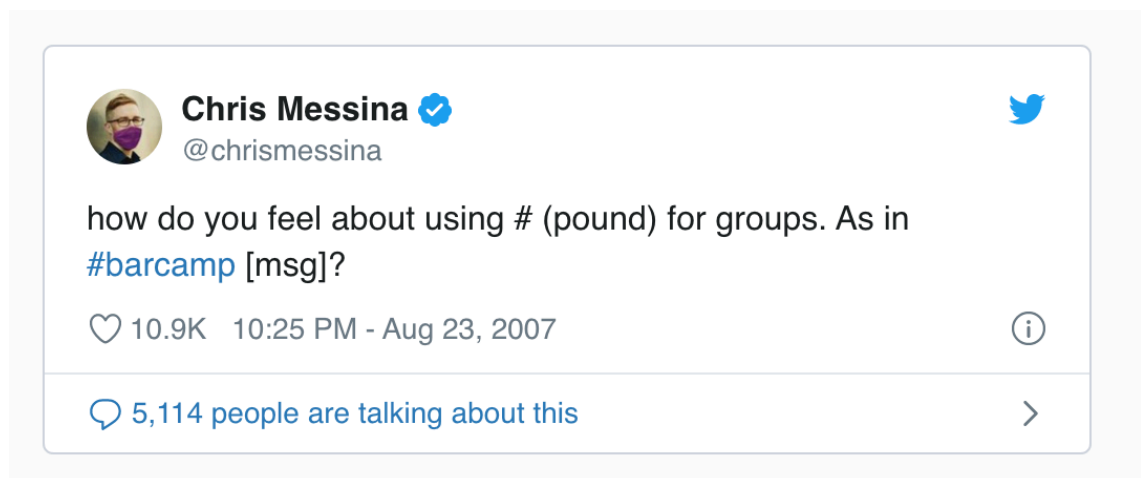 Chris Messina
@chrismessina
how do you feel about using # (pound) for groups. As in
#barcamp [msg]?
10.9K 10:25 PM - Aug 23, 2007
5,114 people are talking about this